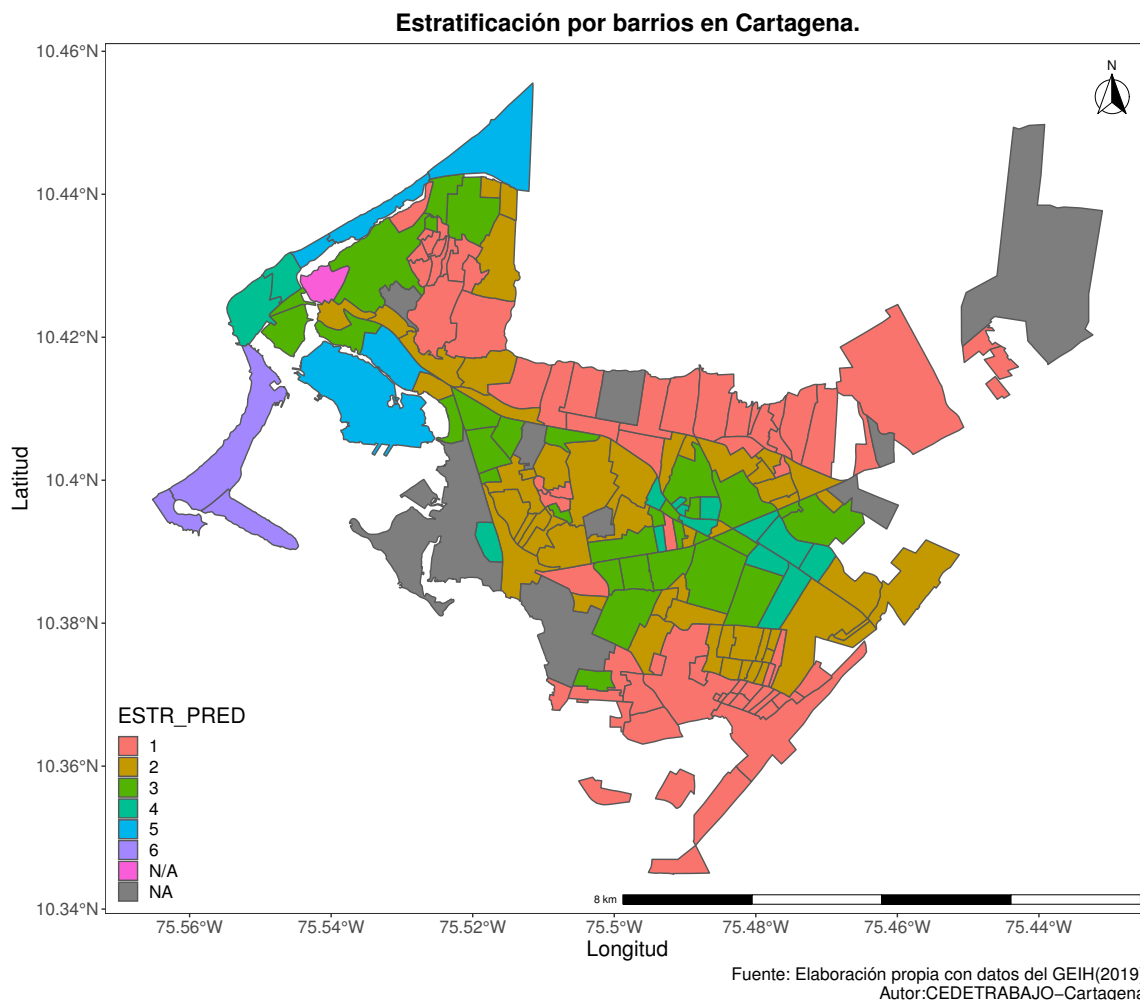 Estratificación por barrios en Cartagena.
10.46°N
N
10.44°N
10.42°N
10.4°N
10.38°N
10.36°N
10.34°N
Latitud
ESTR_PRED
1
2
3
4
5
6
N/A
NA
8 km
75.56°W
75.54°W
75.52°W
75.5°W
75.48°W
75.46°W
75.44°W
Longitud
Fuente: Elaboración propia con datos del GEIH(2019)
Autor:CEDETRABAJO−Cartagena